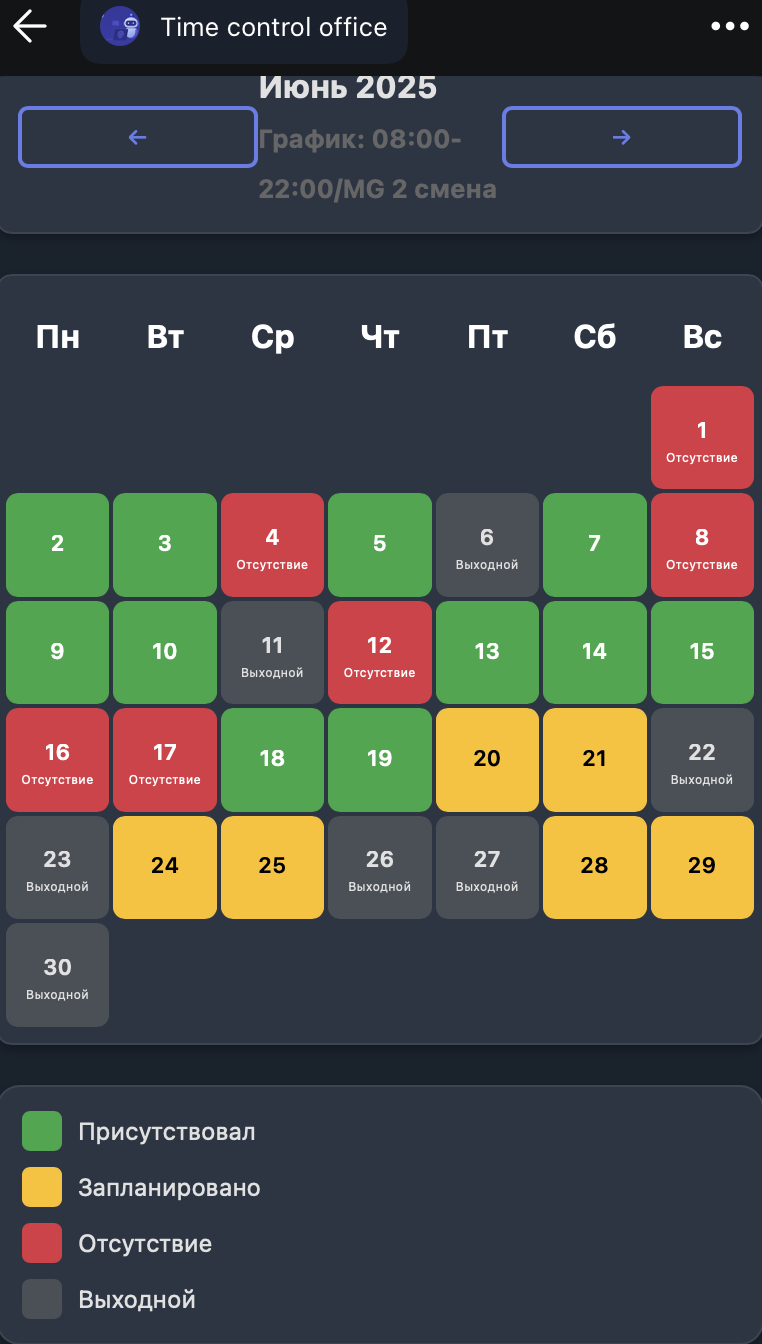 Time control office
Июнь 2025
График: 08:00-
22:00/MG 2 смена
← →
Пн Вт Ср Чт Пт Сб Вс
1
Отсутствие
2 3 4 5 6 7 8
Отсутствие Выходной Отсутствие
9 10 11 12 13 14 15
Выходной Отсутствие
16 17 18 19 20 21 22
Отсутствие Отсутствие Выходной
23 24 25 26 27 28 29
Выходной Выходной Выходной
30
Выходной
Присутствовал
Запланировано
Отсутствие
Выходной